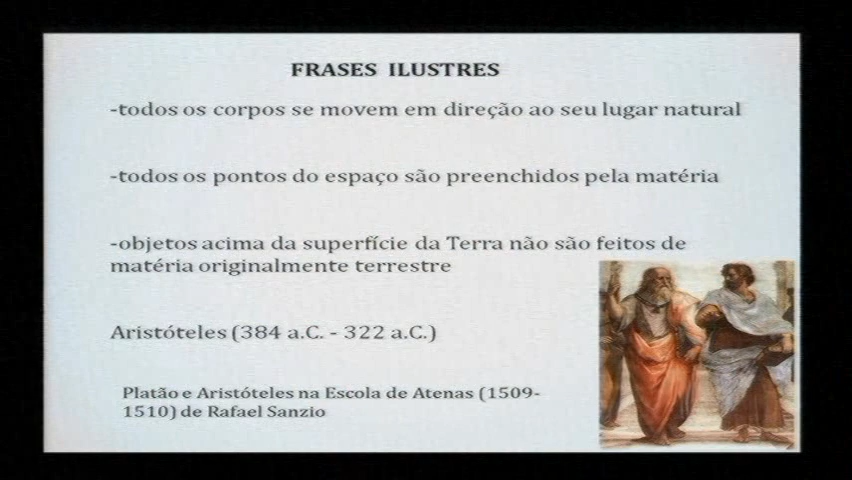 FRASES ILUSTRES
-todos os corpos se movem em direção ao seu lugar natural
-todos os pontos do espaço são preenchidos pela matéria
-objetos acima da superfície da Terra não são feitos de
matéria originalmente terrestre
Aristóteles (384 a.C. - 322 a.C.)
Platão e Aristóteles na Escola de Atenas (1509-
1510) de Rafael Sanzio